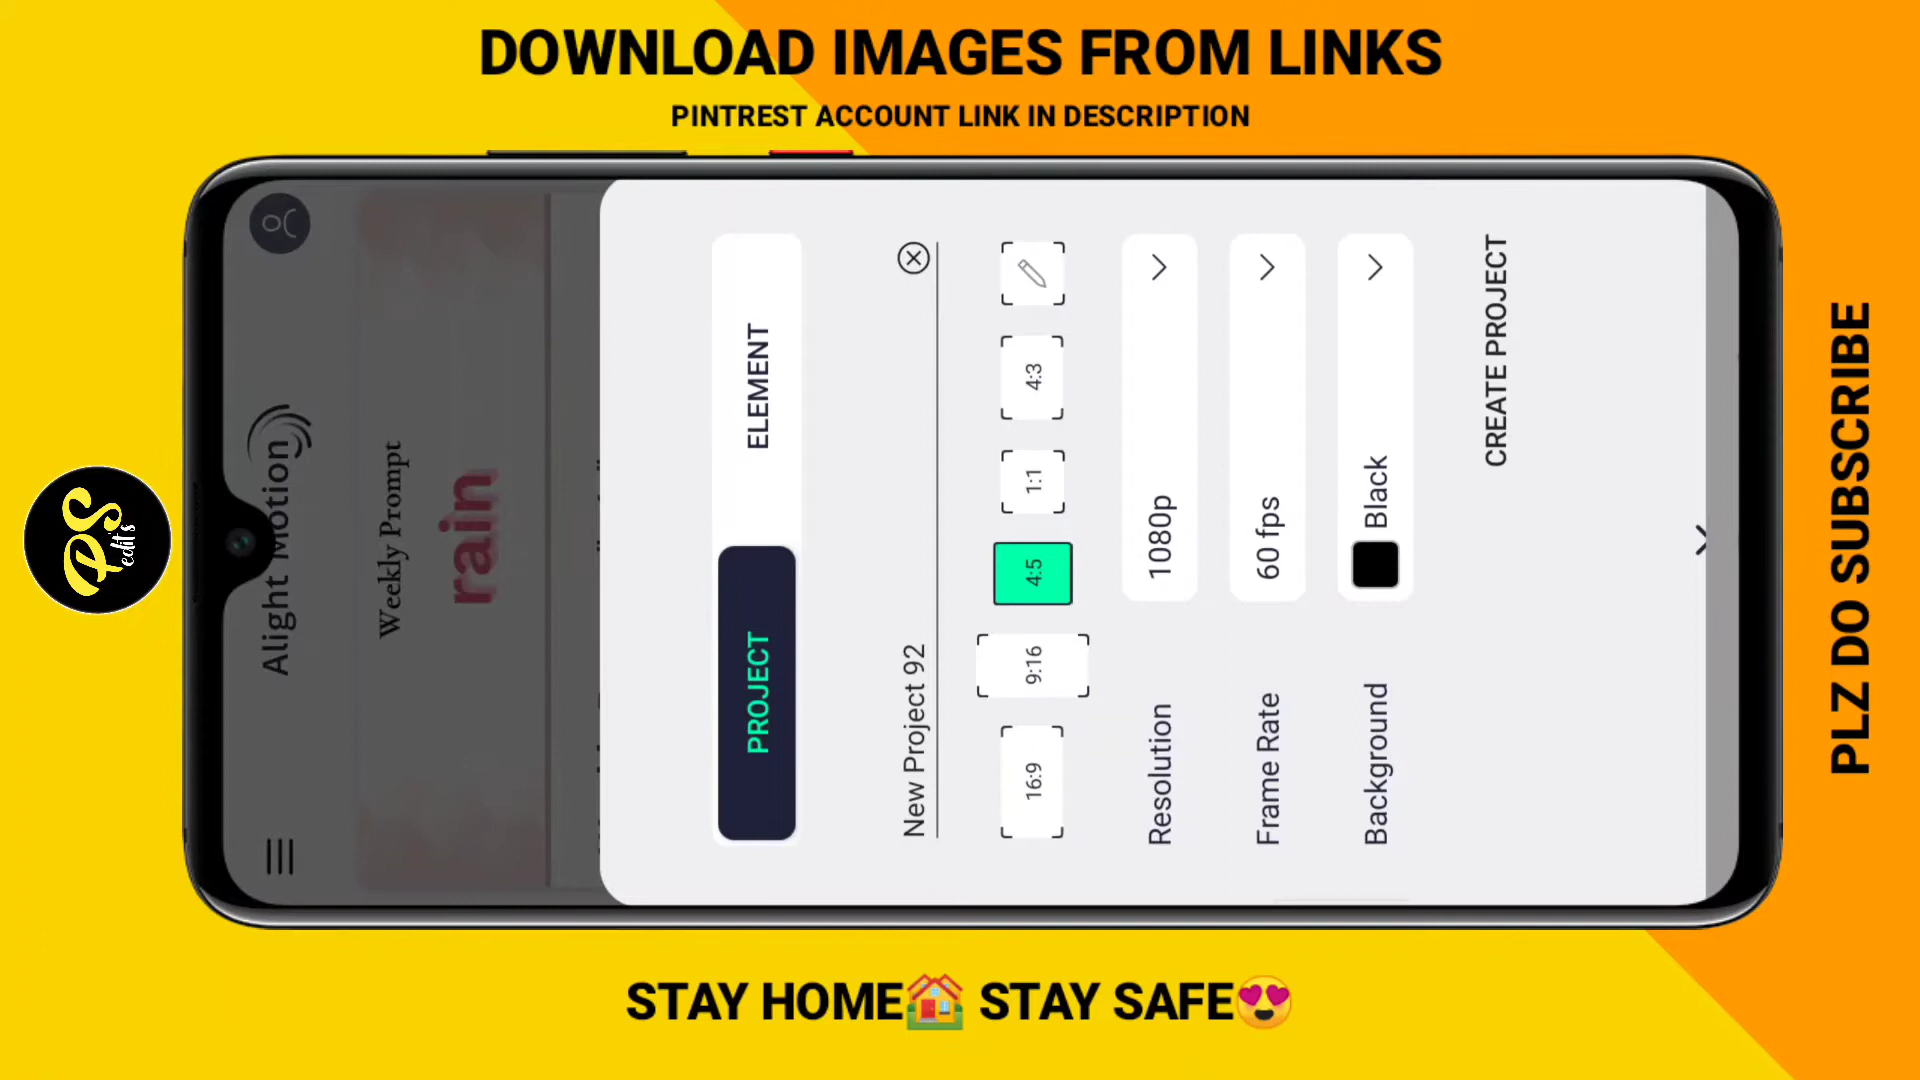 DOWNLOAD IMAGES FROM LINKS
PINTREST ACCOUNT LINK IN DESCRIPTION
PS
edit's
Alight Motion
Weekly Prompt
rain
PROJECT
ELEMENT
New Project 92
16:9
9:16
4:5
1:1
4:3
Resolution
1080p
Frame Rate
60 fps
Background
Black
CREATE PROJECT
PLZ DO SUBSCRIBE
STAY HOME🏠 STAY SAFE😍